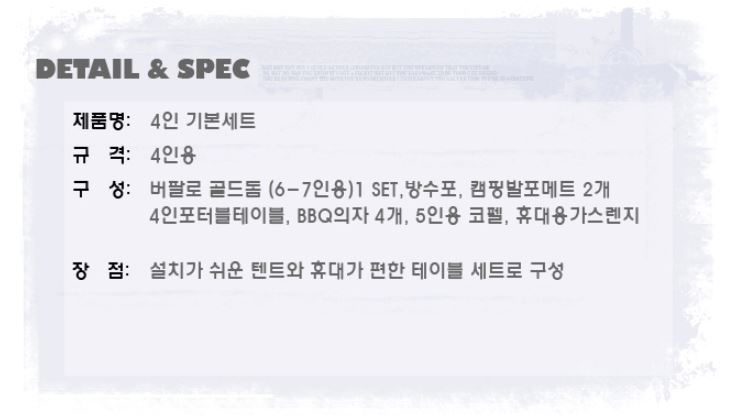 DETAIL & SPEC
제품명: 4인 기본세트
규 격: 4인용
구 성: 버팔로 골드돔 (6-7인용)1 SET,방수포, 캠핑발포메트 2개
4인포터블테이블, BBQ의자 4개, 5인용 코펠, 휴대용가스렌지
장 점: 설치가 쉬운 텐트와 휴대가 편한 테이블 세트로 구성